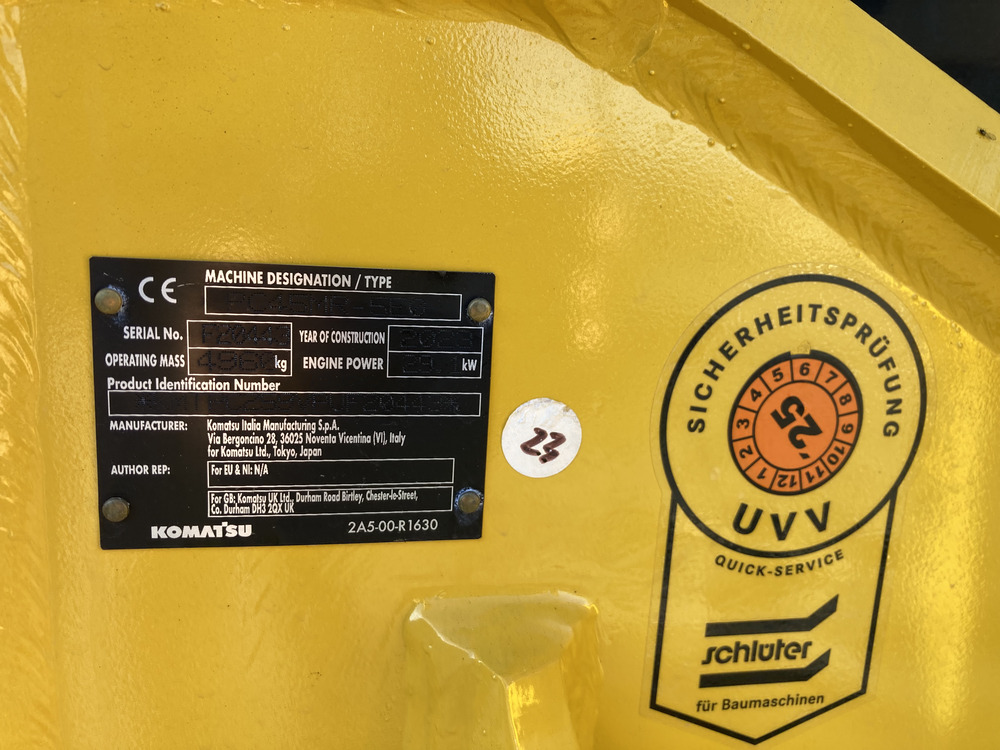 CE
MACHINE DESIGNATION / TYPE
SERIAL No.
YEAR OF CONSTRUCTION 2023
OPERATING MASS kg
ENGINE POWER kW
Product Identification Number
MANUFACTURER:
Komatsu Italia Manufacturing S.p.A.
Via Bergoncino 28, 36025 Noventa Vicentina (VI), Italy
for Komatsu Ltd., Tokyo, Japan
AUTHOR REP:
For EU & NI: N/A
For GB: Komatsu UK Ltd., Durham Road Birtley, Chester-le-Street,
Co. Durham DH3 2QX UK
KOMATSU
2A5-00-R1630
23
SICHERHEITSPRÜFUNG
1 2 3 4 5 6 7 8 9 10 11 12
'25
UVV
QUICK-SERVICE
schlüter
für Baumaschinen